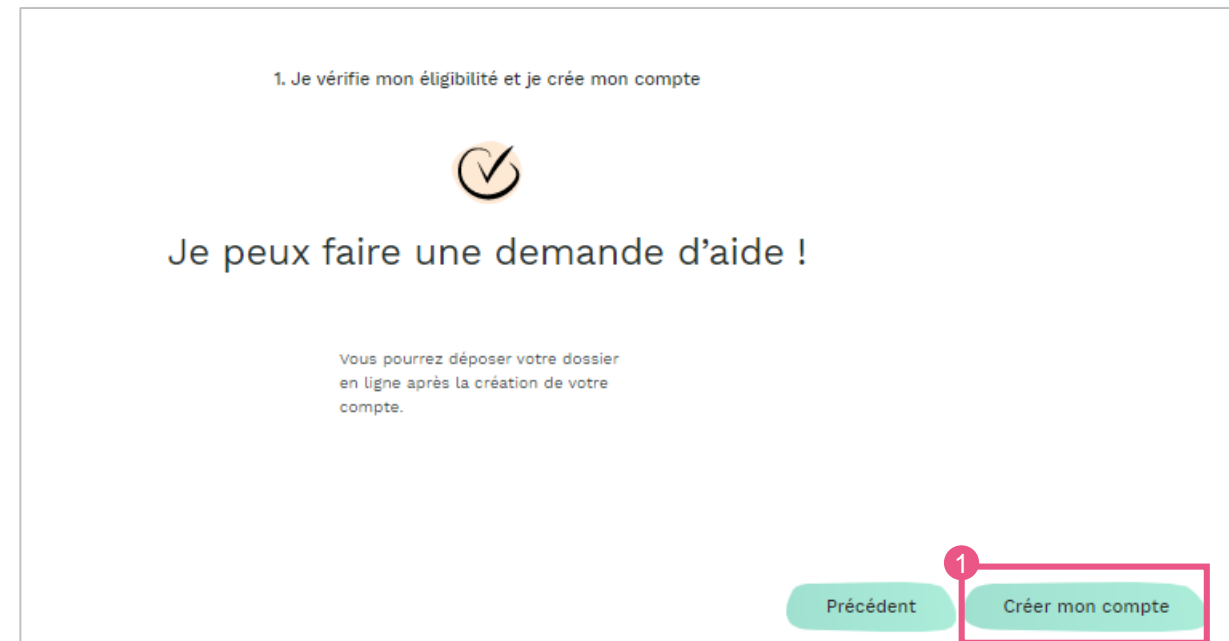 1. Je vérifie mon éligibilité et je crée mon compte
Je peux faire une demande d’aide !
Vous pourrez déposer votre dossier
en ligne après la création de votre
compte.
1
Précédent
Créer mon compte